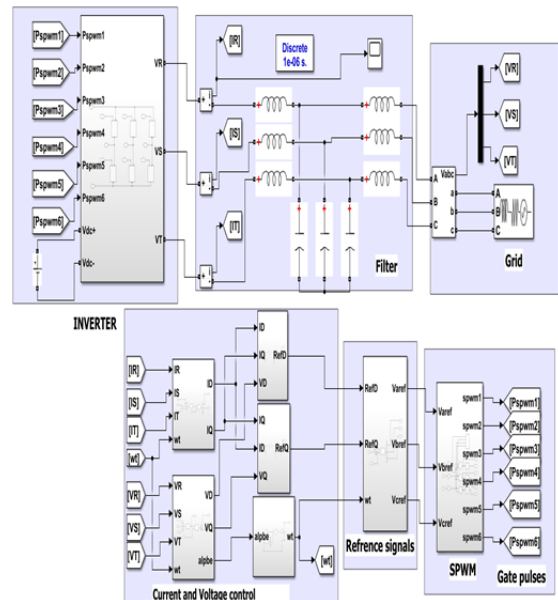 [Pspwm1]
[Pspwm2]
[Pspwm3]
[Pspwm4]
[Pspwm5]
[Pspwm6]
Pspwm1
Pspwm2
Pspwm3
Pspwm4
Pspwm5
Pspwm6
Vdc+
Vdc-
VR
VS
VT
INVERTER
[IR]
[IS]
[IT]
Discrete
1e-06 s.
Filter
Vabc
A
B
C
a
b
c
A
B
C
[VR]
[VS]
[VT]
Grid
[IR]
[IS]
[IT]
[wt]
[VR]
[VS]
[VT]
IR
IS
IT
wt
ID
IQ
VR
VS
VT
wt
VD
VQ
alpbe
ID
IQ
VD
RefD
IQ
ID
VQ
RefQ
alpbe
wt
[wt]
Current and Voltage control
RefD
RefQ
wt
Varef
Vbref
Vcref
Refrence signals
Varef
Vbref
Vcref
spwm1
spwm2
spwm3
spwm4
spwm5
spwm6
SPWM
[Pspwm1]
[Pspwm2]
[Pspwm3]
[Pspwm4]
[Pspwm5]
[Pspwm6]
Gate pulses